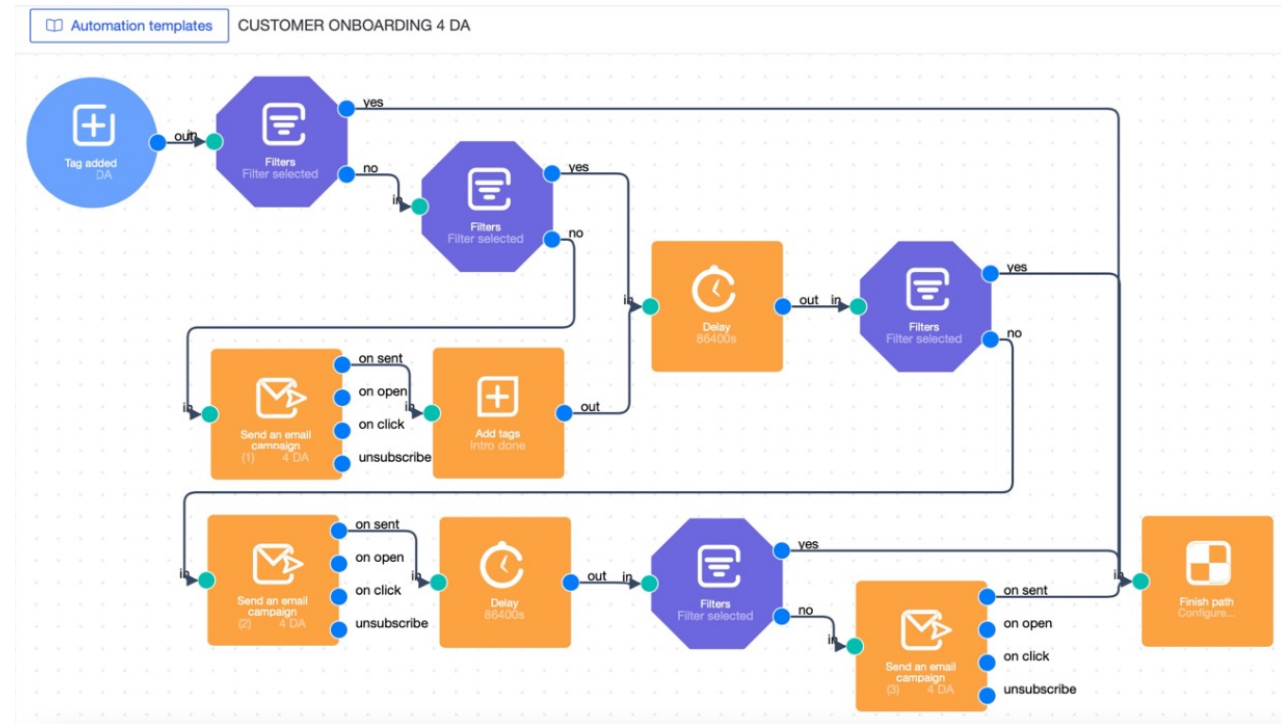 Automation templates
CUSTOMER ONBOARDING 4 DA
Tag added
DA
out
in
Filters
Filter selected
yes
no
in
Filters
Filter selected
yes
no
in
Delay
86400s
out
in
Filters
Filter selected
yes
no
in
Send an email
campaign
(1) 4 DA
on sent
on open
on click
unsubscribe
in
Add tags
Intro done
out
in
Send an email
campaign
(2) 4 DA
on sent
on open
on click
unsubscribe
in
Delay
86400s
out
in
Filters
Filter selected
yes
no
in
Send an email
campaign
(3) 4 DA
on sent
on open
on click
unsubscribe
in
Finish path
Configure...